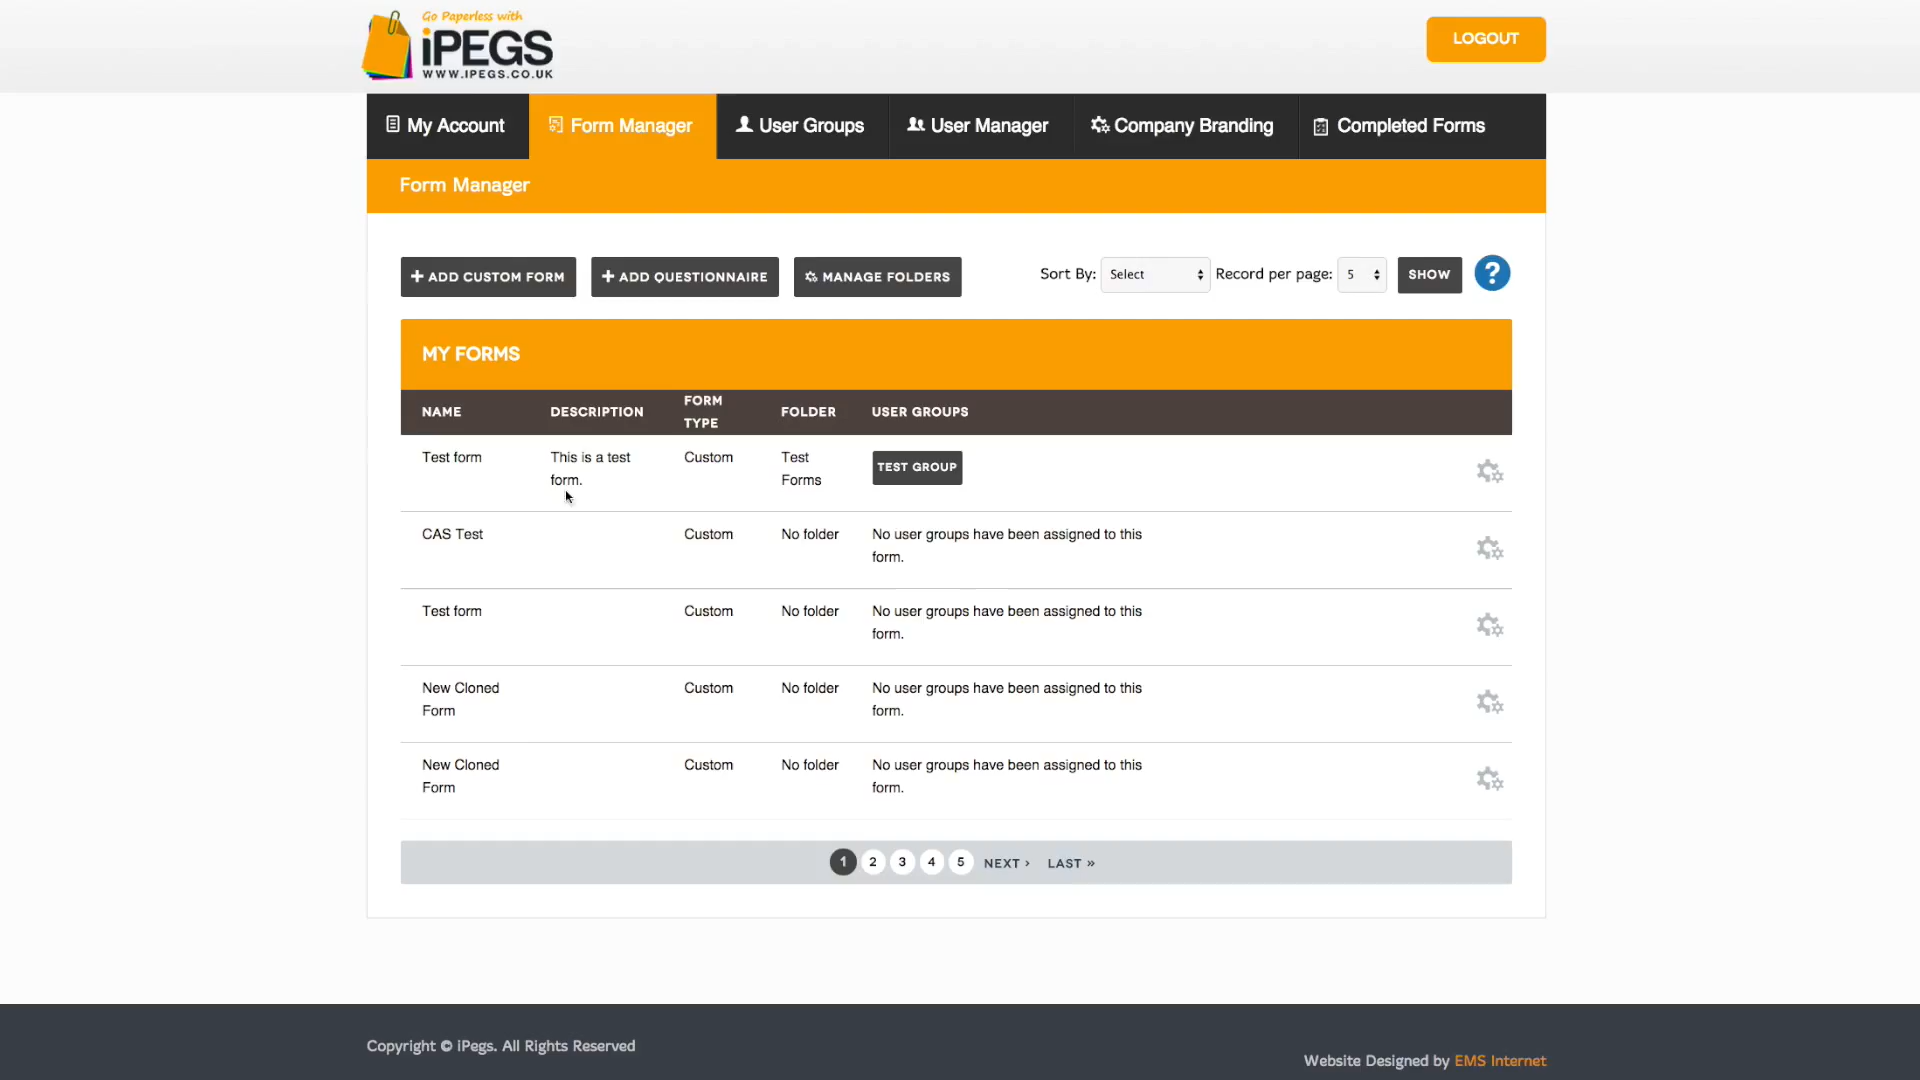 Go Paperless with
iPEGS
WWW.IPEGS.CO.UK
LOGOUT
My Account
Form Manager
User Groups
User Manager
Company Branding
Completed Forms
Form Manager
+ ADD CUSTOM FORM
+ ADD QUESTIONNAIRE
MANAGE FOLDERS
Sort By: Select
Record per page: 5
SHOW
?
MY FORMS
NAME DESCRIPTION FORM TYPE FOLDER USER GROUPS
Test form This is a test form. Custom Test Forms TEST GROUP
CAS Test Custom No folder No user groups have been assigned to this form.
Test form Custom No folder No user groups have been assigned to this form.
New Cloned Form Custom No folder No user groups have been assigned to this form.
New Cloned Form Custom No folder No user groups have been assigned to this form.
1 2 3 4 5 NEXT › LAST »
Copyright © iPegs. All Rights Reserved
Website Designed by EMS Internet